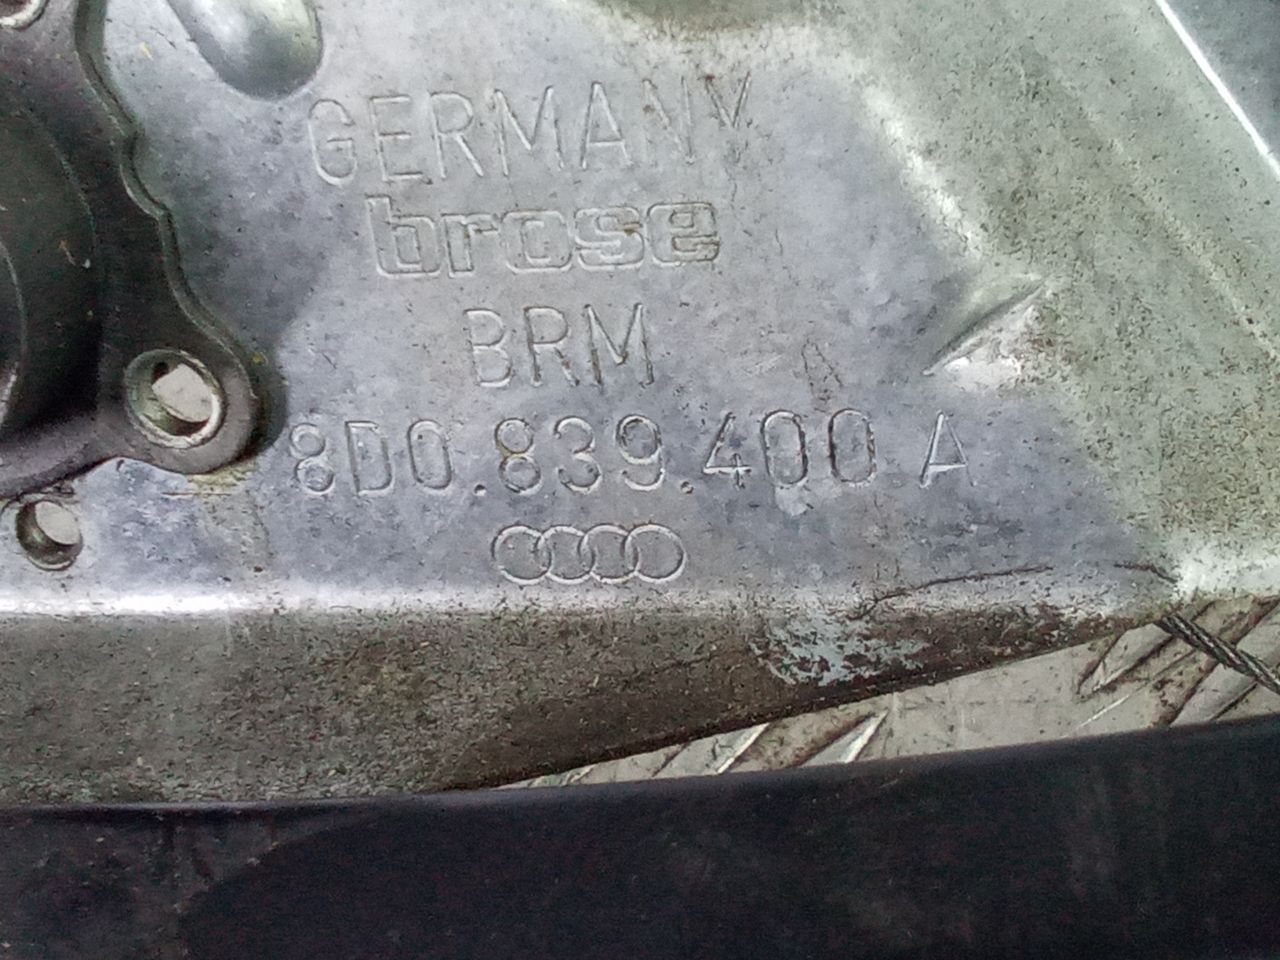 GERMANY
brose
BRM
8D0.839.400 A